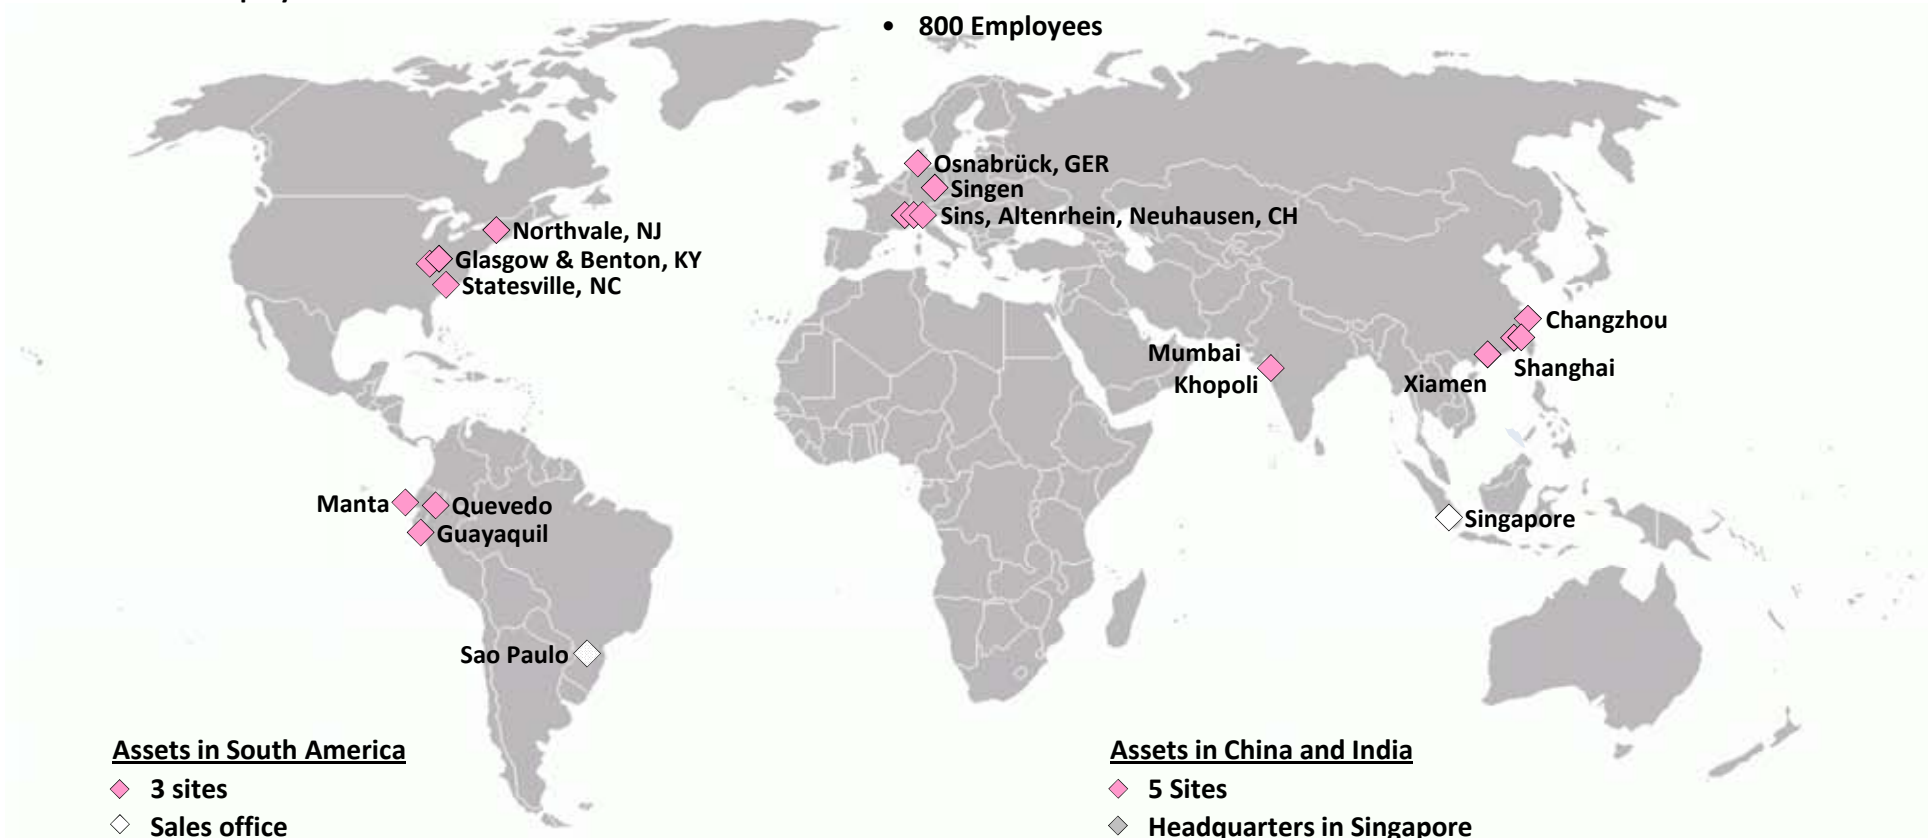 • 800 Employees
Osnabrück, GER
Singen
Sins, Altenrhein, Neuhausen, CH
Northvale, NJ
Glasgow & Benton, KY
Statesville, NC
Changzhou
Shanghai
Xiamen
Mumbai
Khopoli
Manta
Quevedo
Guayaquil
Singapore
Sao Paulo
Assets in South America
3 sites
Sales office
Assets in China and India
5 Sites
Headquarters in Singapore